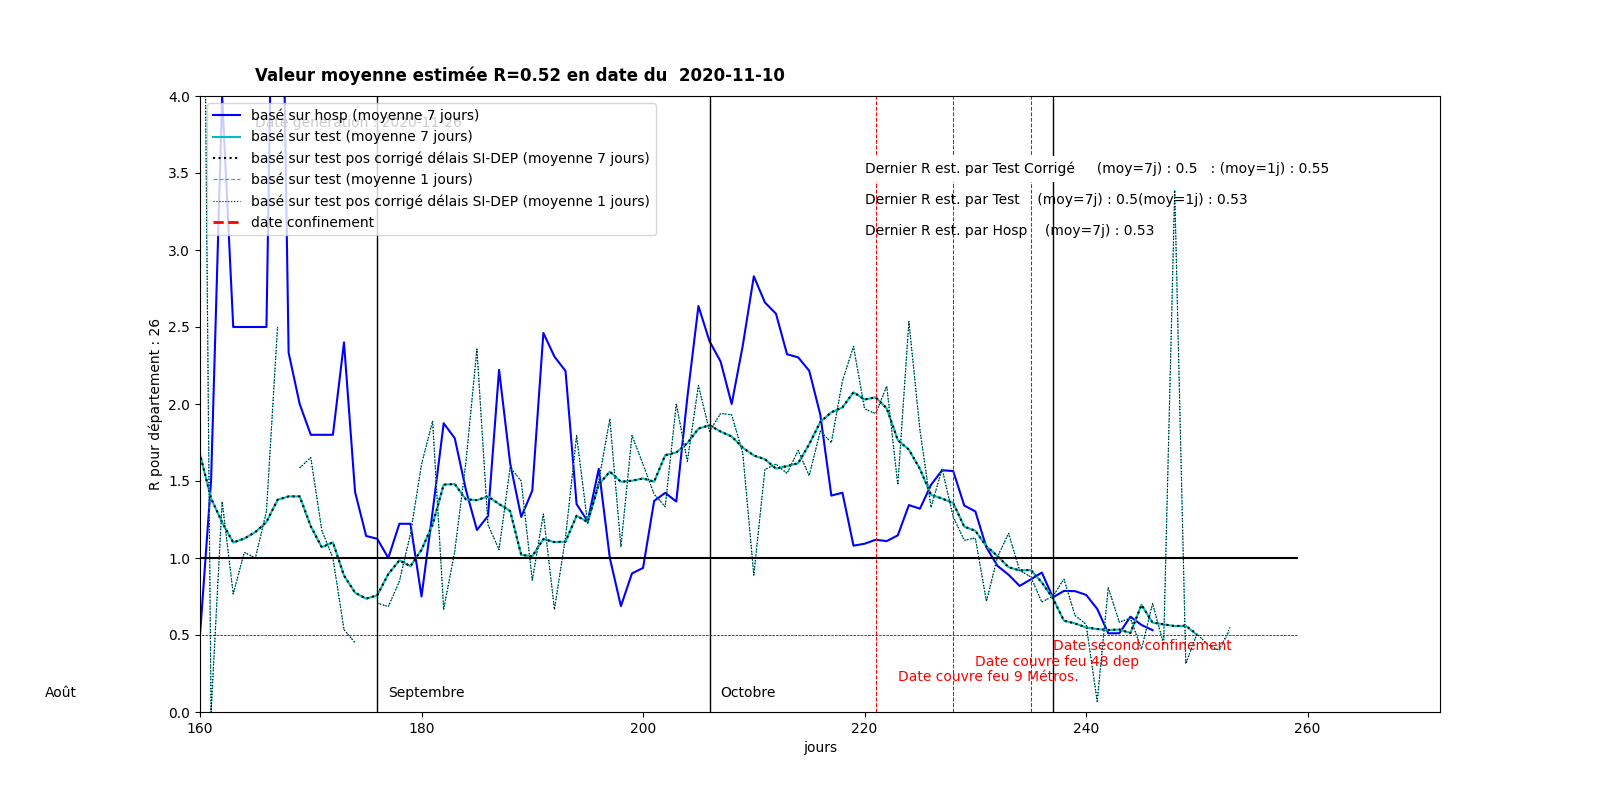 Valeur moyenne estimée R=0.52 en date du  2020-11-10
4.0
basé sur hosp (moyenne 7 jours)
Date generation : 2020-11-26
basé sur test (moyenne 7 jours)
basé sur test pos corrigé délais SI-DEP (moyenne 7 jours)
basé sur test (moyenne 1 jours)
basé sur test pos corrigé délais SI-DEP (moyenne 1 jours)
date confinement
Dernier R est. par Test Corrigé     (moy=7j) : 0.5   : (moy=1j) : 0.55
3.5
Dernier R est. par Test    (moy=7j) : 0.5(moy=1j) : 0.53
Dernier R est. par Hosp    (moy=7j) : 0.53
3.0
2.5
2.0
1.5
1.0
0.5
0.0
R pour département : 26
Date second confinement
Date couvre feu 48 dep
Date couvre feu 9 Métros.
Août
Septembre
Octobre
160
180
200
220
240
260
jours